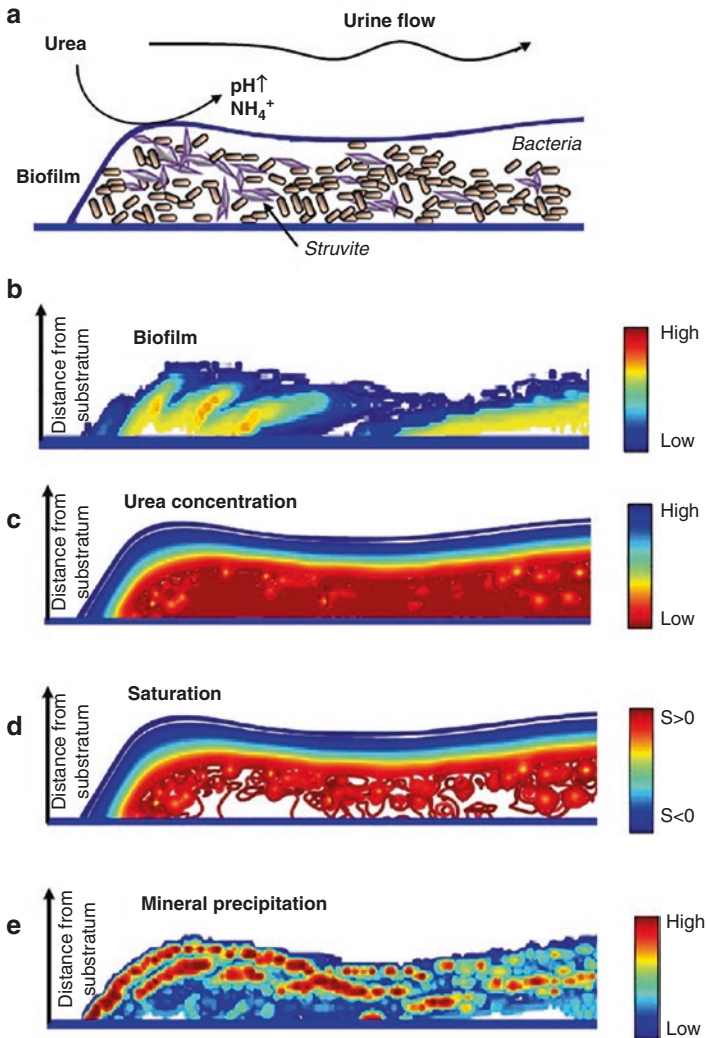 a
Urea
Urine flow
pH↑
NH₄⁺
Bacteria
Biofilm
Struvite
b
Distance from
substratum
Biofilm
High
Low
c
Distance from
substratum
Urea concentration
High
Low
d
Distance from
substratum
Saturation
S>0
S<0
e
Distance from
substratum
Mineral precipitation
High
Low